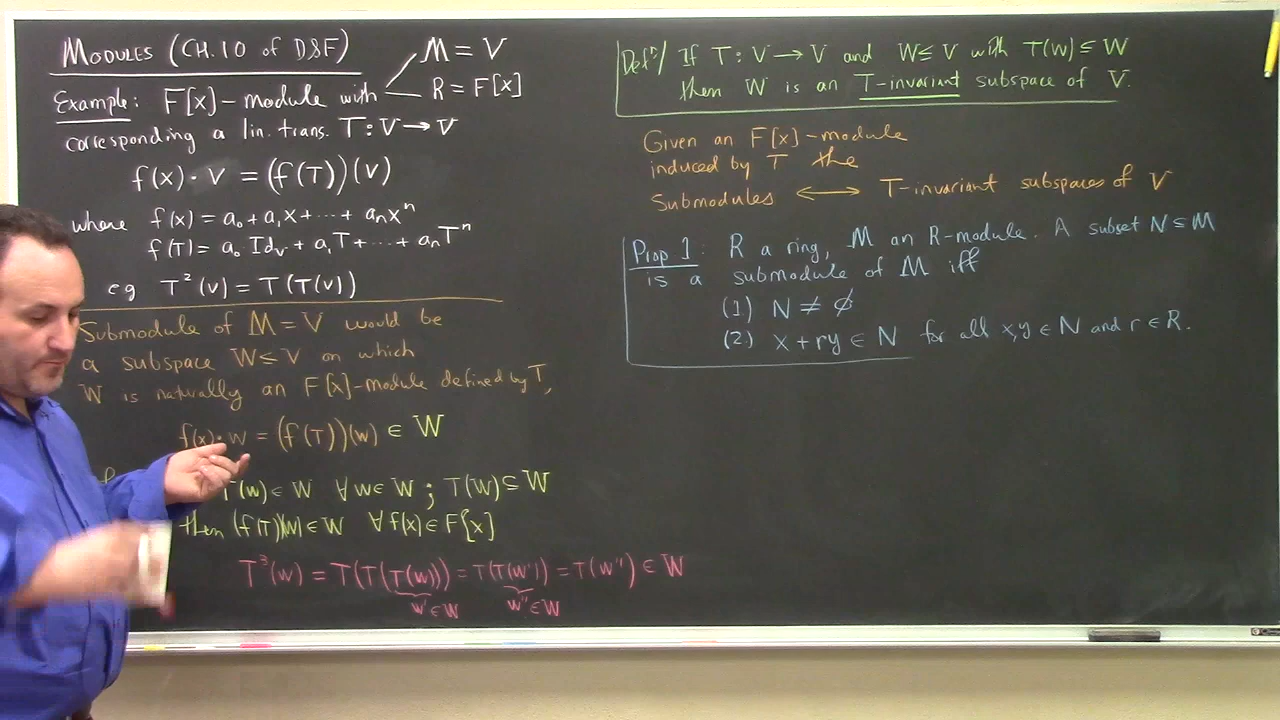 MODULES (CH. 10 of D&F)
M = V
R = F[x]
Example: F[x]-module with
corresponding a lin. trans. T: V → V
f(x) · v = (f(T))(v)
where f(x) = a₀ + a₁x + ··· + aₙxⁿ
f(T) = a₀ Id_V + a₁T + ··· + aₙTⁿ
eg T²(v) = T(T(v))
Submodule of M = V would be
a subspace W ≤ V on which
W is naturally an F[x]-module defined by T,
f(x) · w = (f(T))(w) ∈ W
T(w) ∈ W ∀ w ∈ W ; T(W) ⊆ W
then (f(T))(w) ∈ W ∀ f(x) ∈ F[x]
T³(w) = T(T(T(w))) = T(T(w')) = T(w'') ∈ W
w' ∈ W w'' ∈ W
Defⁿ/ If T: V → V and W ≤ V with T(W) ⊆ W
then W is an T-invariant subspace of V.
Given an F[x]-module
induced by T the
Submodules ⟷ T-invariant subspaces of V
Prop 1: R a ring, M an R-module. A subset N ⊆ M
is a submodule of M iff
(1) N ≠ ∅
(2) x + ry ∈ N for all x,y ∈ N and r ∈ R.